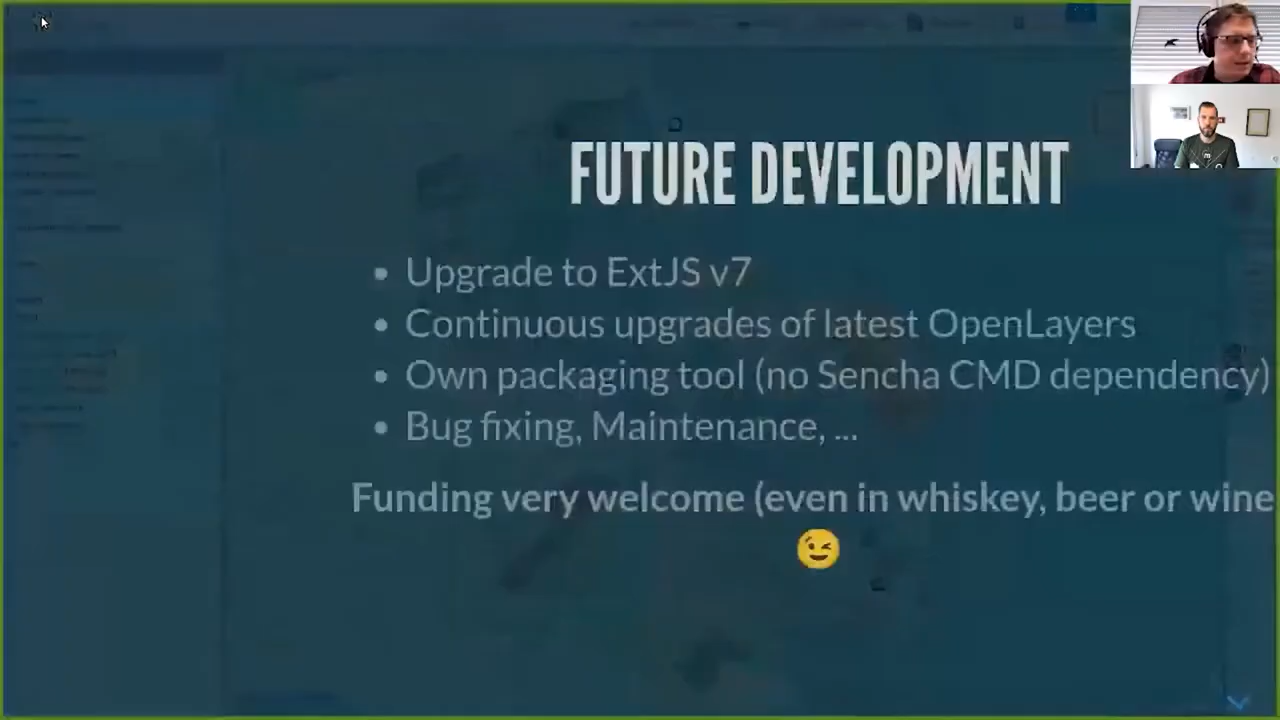 FUTURE DEVELOPMENT
• Upgrade to ExtJS v7
• Continuous upgrades of latest OpenLayers
• Own packaging tool (no Sencha CMD dependency)
• Bug fixing, Maintenance, ...
Funding very welcome (even in whiskey, beer or wine
😉